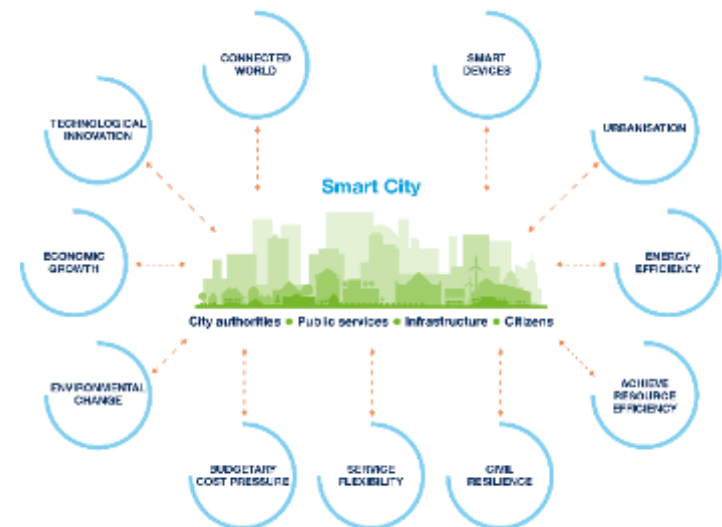 CONNECTED
WORLD
SMART
DEVICES
TECHNOLOGICAL
INNOVATION
URBANISATION
Smart City
ECONOMIC
GROWTH
ENERGY
EFFICIENCY
City authorities • Public services • Infrastructure • Citizens
ENVIRONMENTAL
CHANGE
ACHIEVE
RESOURCE
EFFICIENCY
BUDGETARY
COST PRESSURE
SERVICE
FLEXIBILITY
CIVIL
RESILIENCE